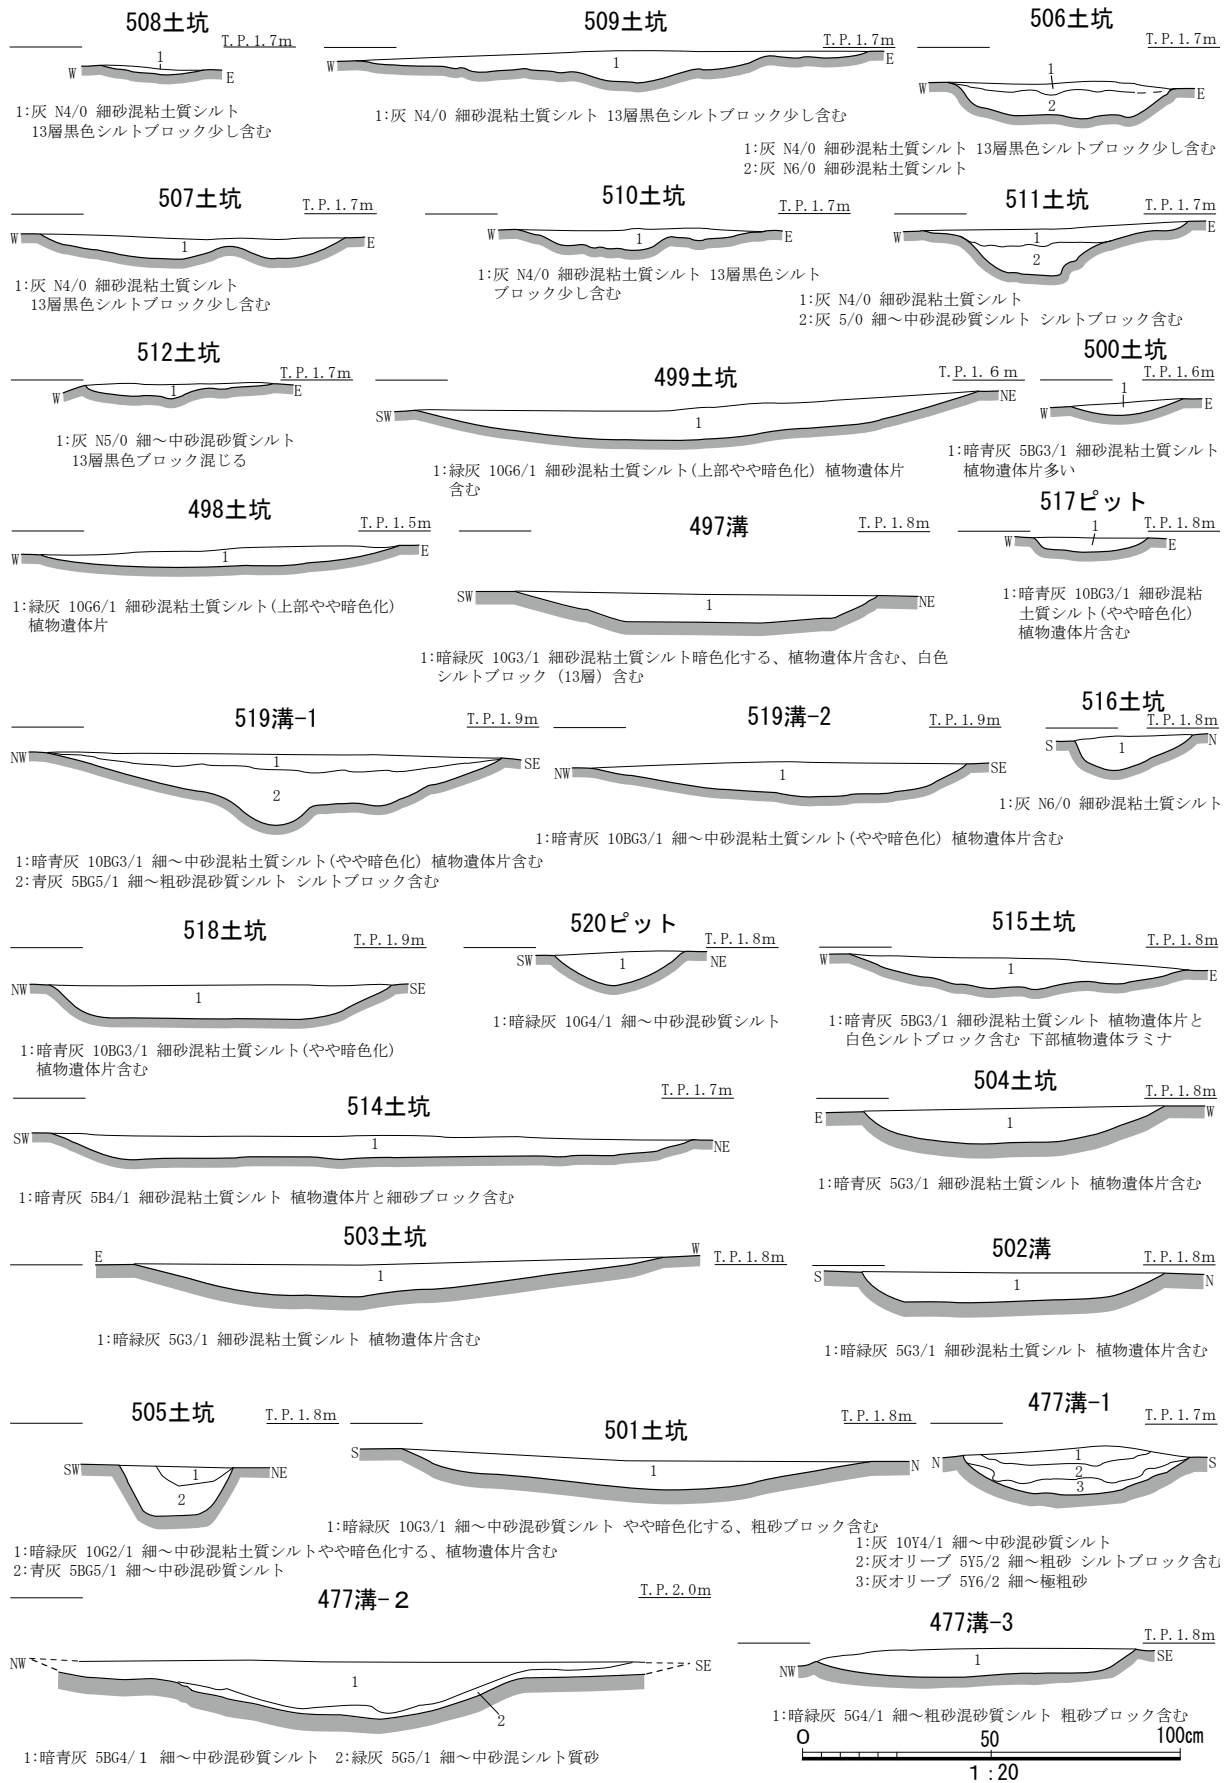 508土坑
T.P.1.7m
1
W
E
1:灰 N4/0 細砂混粘土質シルト
13層黒色シルトブロック少し含む
509土坑
T.P.1.7m
W
1
E
1:灰 N4/0 細砂混粘土質シルト 13層黒色シルトブロック少し含む
506土坑
T.P.1.7m
1
W
2
E
1:灰 N4/0 細砂混粘土質シルト 13層黒色シルトブロック少し含む
2:灰 N6/0 細砂混粘土質シルト
507土坑
T.P.1.7m
W
1
E
1:灰 N4/0 細砂混粘土質シルト
13層黒色シルトブロック少し含む
510土坑
T.P.1.7m
W
1
E
1:灰 N4/0 細砂混粘土質シルト 13層黒色シルト
ブロック少し含む
511土坑
T.P.1.7m
W
1
E
2
1:灰 N4/0 細砂混粘土質シルト
2:灰 5/0 細～中砂混砂質シルト シルトブロック含む
512土坑
T.P.1.7m
W
1
E
1:灰 N5/0 細～中砂混砂質シルト
13層黒色ブロック混じる
499土坑
T.P.1.6m
SW
1
NE
1:緑灰 10G6/1 細砂混粘土質シルト(上部やや暗色化) 植物遺体片
含む
500土坑
T.P.1.6m
1
W
E
1:暗青灰 5BG3/1 細砂混粘土質シルト
植物遺体片多い
498土坑
T.P.1.5m
W
1
E
1:緑灰 10G6/1 細砂混粘土質シルト(上部やや暗色化)
植物遺体片
497溝
T.P.1.8m
SW
1
NE
1:暗緑灰 10G3/1 細砂混粘土質シルト暗色化する、植物遺体片含む、白色
シルトブロック (13層) 含む
517ピット
T.P.1.8m
1
W
E
1:暗青灰 10BG3/1 細砂混粘
土質シルト(やや暗色化)
植物遺体片含む
519溝-1
T.P.1.9m
NW
1
SE
2
1:暗青灰 10BG3/1 細～中砂混粘土質シルト(やや暗色化) 植物遺体片含む
2:青灰 5BG5/1 細～粗砂混砂質シルト シルトブロック含む
519溝-2
T.P.1.9m
NW
1
SE
1:暗青灰 10BG3/1 細～中砂混粘土質シルト(やや暗色化) 植物遺体片含む
516土坑
T.P.1.8m
S
1
N
1:灰 N6/0 細砂混粘土質シルト
518土坑
T.P.1.9m
NW
1
SE
1:暗青灰 10BG3/1 細砂混粘土質シルト(やや暗色化)
植物遺体片含む
520ピット
T.P.1.8m
SW
1
NE
1:暗緑灰 10G4/1 細～中砂混砂質シルト
515土坑
T.P.1.8m
W
1
E
1:暗青灰 5BG3/1 細砂混粘土質シルト 植物遺体片と
白色シルトブロック含む 下部植物遺体ラミナ
514土坑
T.P.1.7m
SW
1
NE
1:暗青灰 5B4/1 細砂混粘土質シルト 植物遺体片と細砂ブロック含む
504土坑
T.P.1.8m
E
1
W
1:暗青灰 5G3/1 細砂混粘土質シルト 植物遺体片含む
503土坑
T.P.1.8m
E
1
W
1:暗緑灰 5G3/1 細砂混粘土質シルト 植物遺体片含む
502溝
T.P.1.8m
S
1
N
1:暗緑灰 5G3/1 細砂混粘土質シルト 植物遺体片含む
505土坑
T.P.1.8m
SW
1
NE
2
1:暗緑灰 10G2/1 細～中砂混粘土質シルトやや暗色化する、植物遺体片含む
2:青灰 5BG5/1 細～中砂混砂質シルト
501土坑
T.P.1.8m
S
1
N
1:暗緑灰 10G3/1 細～中砂混砂質シルト やや暗色化する、粗砂ブロック含む
477溝-1
T.P.1.7m
N
1
2
3
S
1:灰 10Y4/1 細～中砂混砂質シルト
2:灰オリーブ 5Y5/2 細～粗砂 シルトブロック含む
3:灰オリーブ 5Y6/2 細～極粗砂
477溝-2
T.P.2.0m
NW
1
SE
2
1:暗青灰 5BG4/1 細～中砂混砂質シルト 2:緑灰 5G5/1 細～中砂混シルト質砂
477溝-3
T.P.1.8m
NW
1
SE
1:暗緑灰 5G4/1 細～粗砂混砂質シルト 粗砂ブロック含む
0 50 100cm
1:20